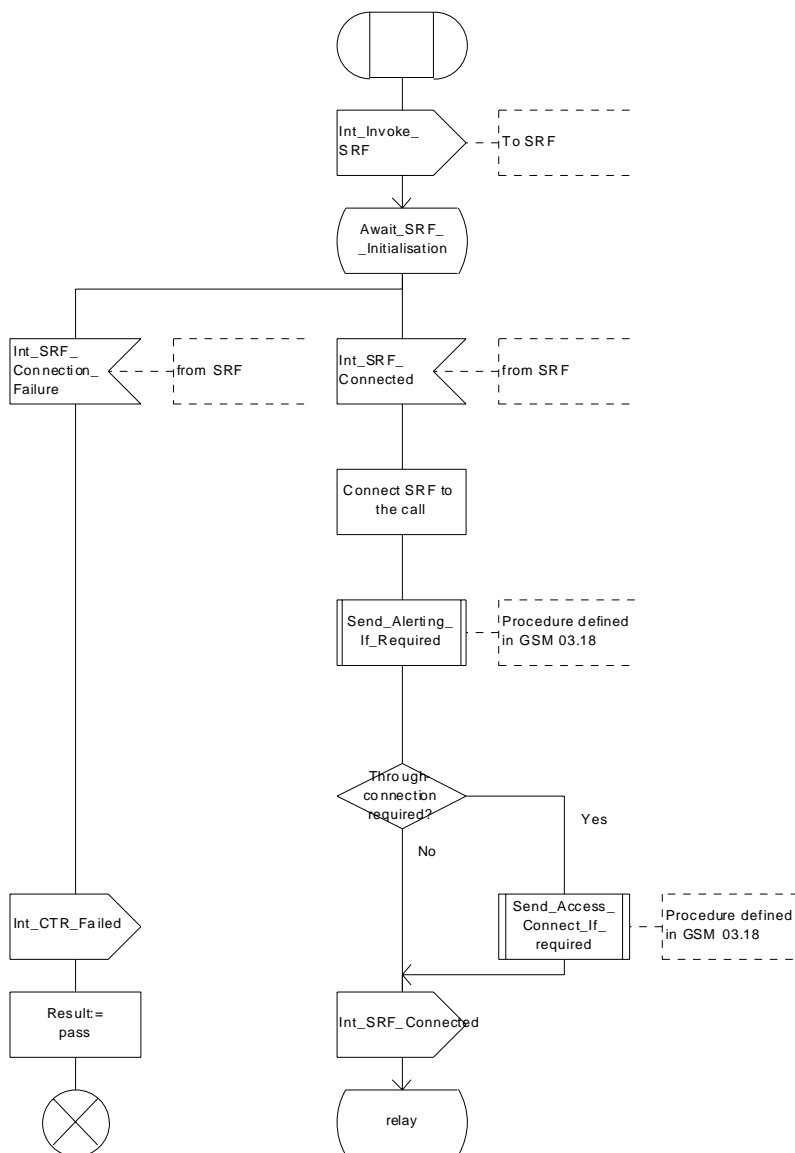 Int_Invoke_
SRF
To SRF
Await_SRF_
_Initialisation
Int_SRF_
Connection_
Failure
from SRF
Int_SRF_
Connected
from SRF
Connect SRF to
the call
Send_Alerting_
If_Required
Procedure defined
in GSM 03.18
Through-
connection
required?
Yes
No
Int_CTR_Failed
Send_Access_
Connect_If_
required
Procedure defined
in GSM 03.18
Result:=
pass
Int_SRF_Connected
relay